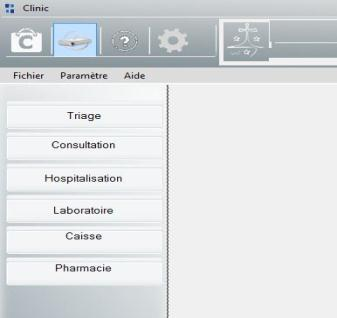 Clinic
C
Fichier Paramètre Aide
Triage
Consultation
Hospitalisation
Laboratoire
Caisse
Pharmacie